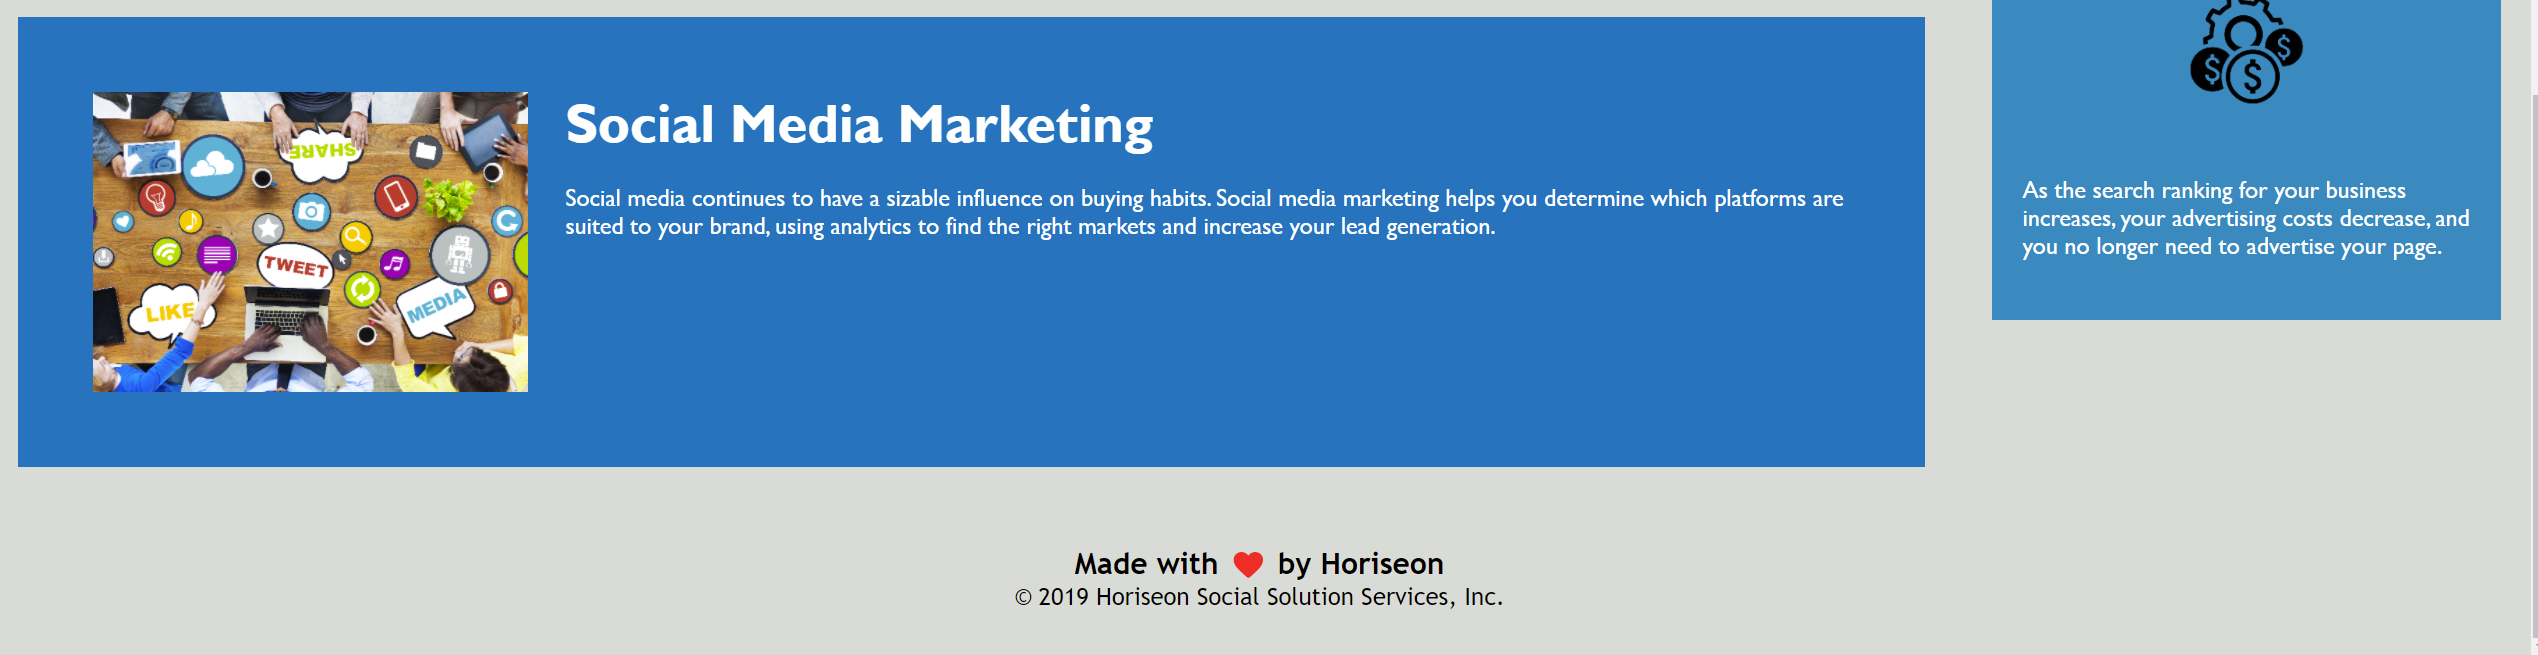 SHARE
TWEET
LIKE
MEDIA
Social Media Marketing
Social media continues to have a sizable influence on buying habits. Social media marketing helps you determine which platforms are
suited to your brand, using analytics to find the right markets and increase your lead generation.
$ $ $
As the search ranking for your business
increases, your advertising costs decrease, and
you no longer need to advertise your page.
Made with ❤️ by Horiseon
© 2019 Horiseon Social Solution Services, Inc.